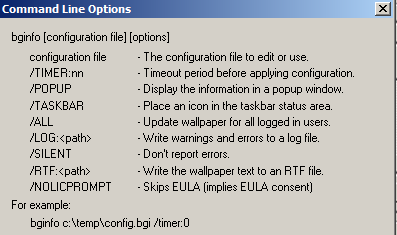 Command Line Options
bginfo [configuration file] [options]
configuration file - The configuration file to edit or use.
/TIMER:nn - Timeout period before applying configuration.
/POPUP - Display the information in a popup window.
/TASKBAR - Place an icon in the taskbar status area.
/ALL - Update wallpaper for all logged in users.
/LOG:<path> - Write warnings and errors to a log file.
/SILENT - Don't report errors.
/RTF:<path> - Write the wallpaper text to an RTF file.
/NOLICPROMPT - Skips EULA (implies EULA consent)
For example:
bginfo c:\temp\config.bgi /timer:0